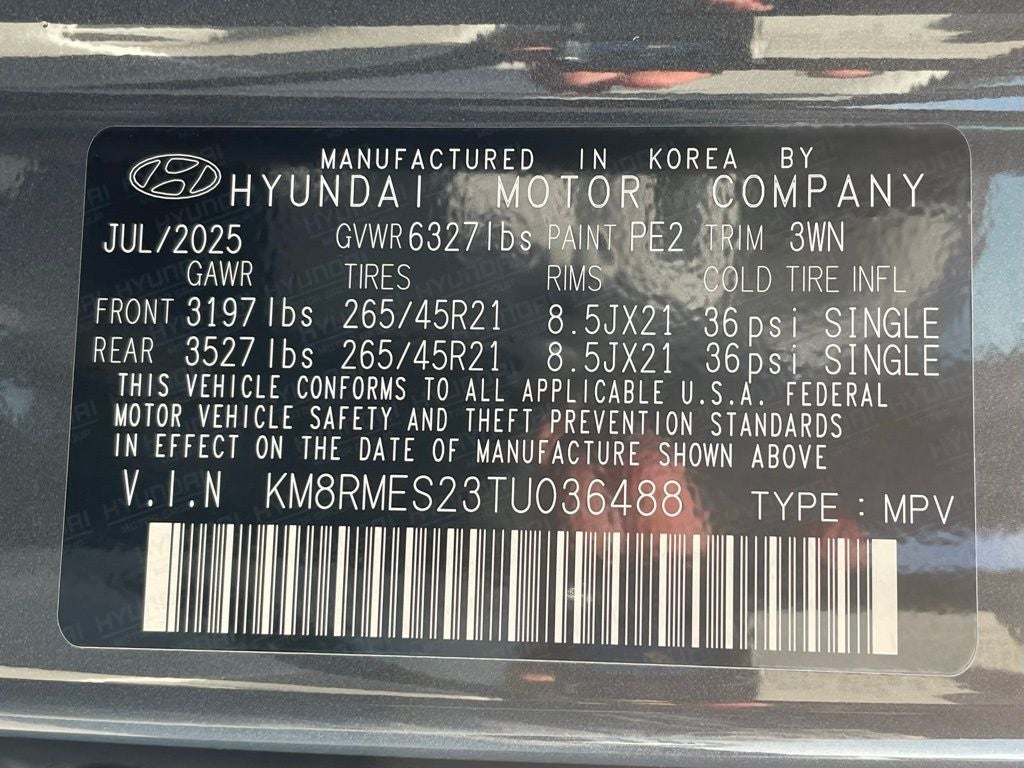 MANUFACTURED IN KOREA BY
HYUNDAI MOTOR COMPANY
JUL/2025 GVWR 6327lbs PAINT PE2 TRIM 3WN
GAWR TIRES RIMS COLD TIRE INFL
FRONT 3197lbs 265/45R21 8.5JX21 36psi SINGLE
REAR 3527lbs 265/45R21 8.5JX21 36psi SINGLE
THIS VEHICLE CONFORMS TO ALL APPLICABLE U.S.A. FEDERAL
MOTOR VEHICLE SAFETY AND THEFT PREVENTION STANDARDS
IN EFFECT ON THE DATE OF MANUFACTURE SHOWN ABOVE
V.I.N KM8RMES23TU036488 TYPE : MPV